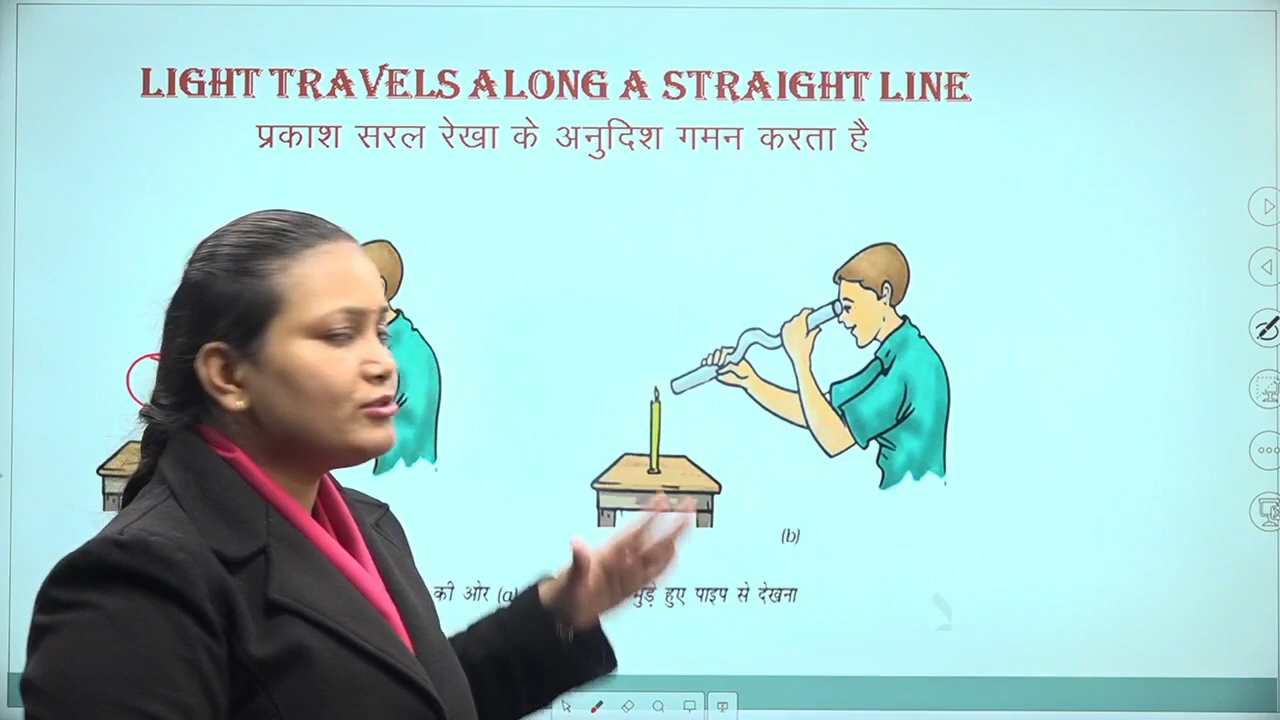 LIGHT TRAVELS ALONG A STRAIGHT LINE
प्रकाश सरल रेखा के अनुदिश गमन करता है
(b)
की ओर (a) मुड़े हुए पाइप से देखना